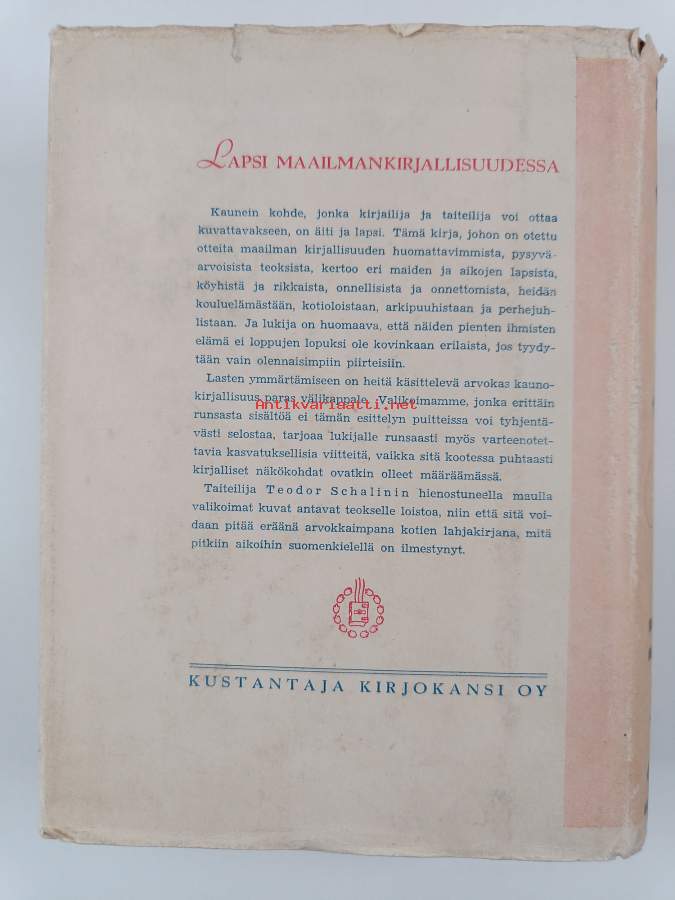 LAPSI MAAILMANKIRJALLISUUDESSA
Kaunein kohde, jonka kirjailija ja taiteilija voi ottaa
kuvattavakseen, on äiti ja lapsi. Tämä kirja, johon on otettu
otteita maailman kirjallisuuden huomattavimmista, pysyvä-
arvoisista teoksista, kertoo eri maiden ja aikojen lapsista,
köyhistä ja rikkaista, onnellisista ja onnettomista, heidän
kouluelämästään, kotioloistaan, arkipuuhistaan ja perhejuh-
listaan. Ja lukija on huomaava, että näiden pienten ihmisten
elämä ei loppujen lopuksi ole kovinkaan erilaista, jos tyydy-
tään vain olennaisimpiin piirteisiin.
Lasten ymmärtämiseen on heitä käsittelevä arvokas kauno-
kirjallisuus paras välikappale. Valikoimamme, jonka erittäin
Antikvariaatti.net
runsasta sisältöä ei tämän esittelyn puitteissa voi tyhjentä-
västi selostaa, tarjoaa lukijalle runsaasti myös varteenotet-
tavia kasvatuksellisia viitteitä, vaikka sitä kootessa puhtaasti
kirjalliset näkökohdat ovatkin olleet määräämässä.
Taiteilija Teodor Schalinin hienostuneella maulla
valikoimat kuvat antavat teokselle loistoa, niin että sitä voi-
daan pitää eräänä arvokkaimpana kotien lahjakirjana, mitä
pitkiin aikoihin suomenkielellä on ilmestynyt.
KUSTANTAJA KIRJOKANSI OY